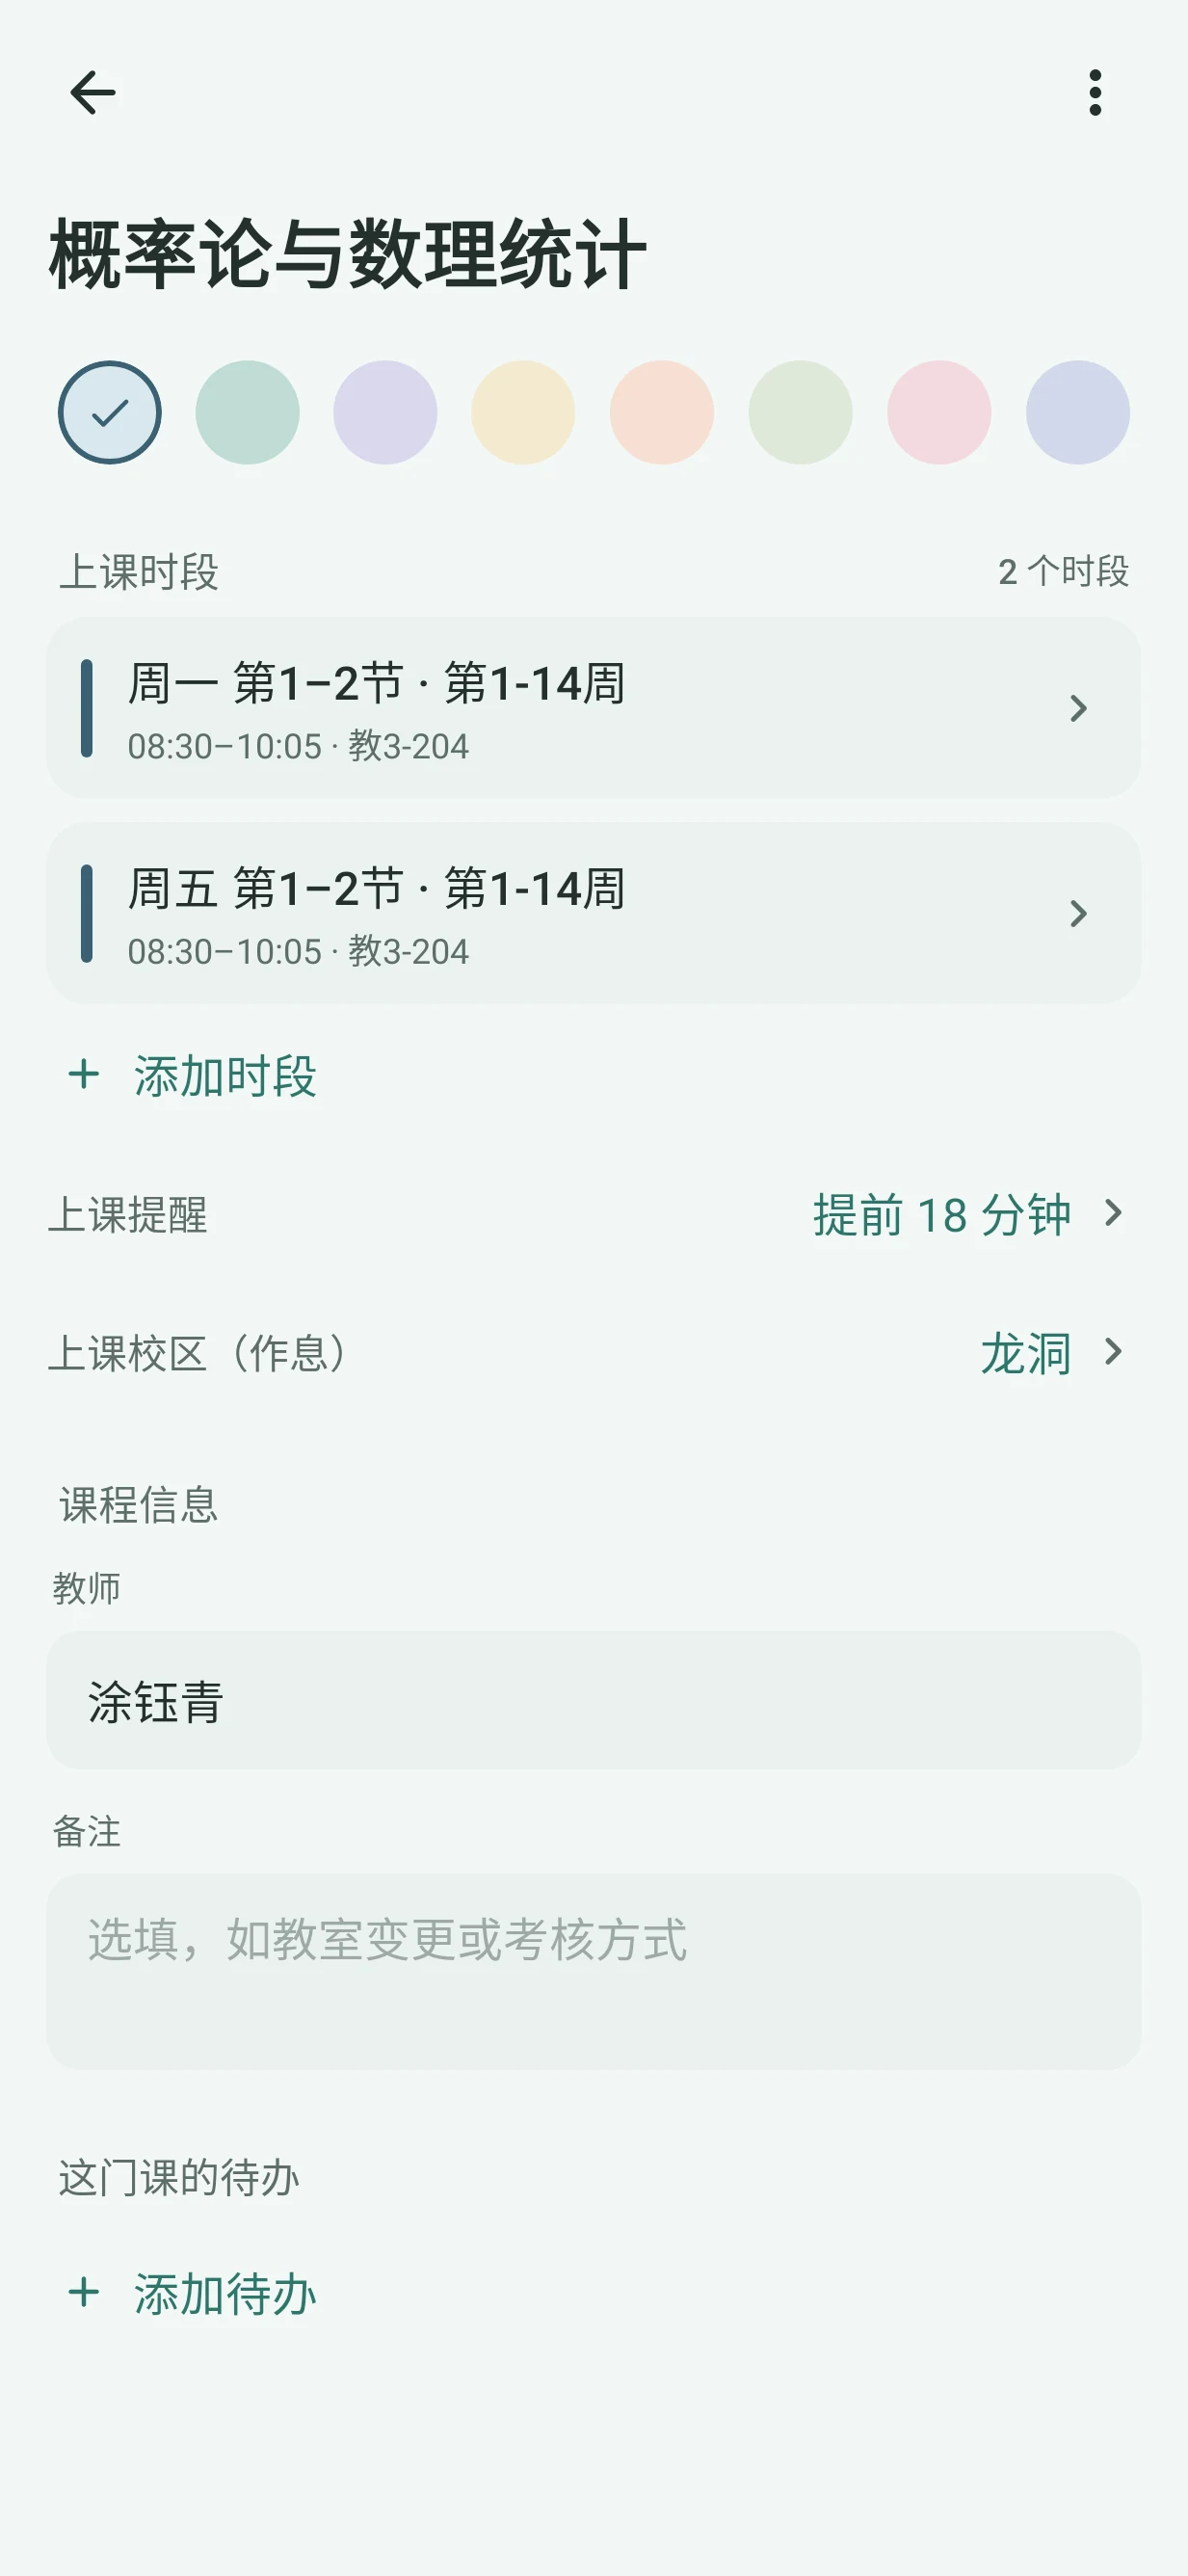 概率论与数理统计
上课时段
2 个时段
周一 第1–2节 · 第1-14周
08:30–10:05 · 教3-204
周五 第1–2节 · 第1-14周
08:30–10:05 · 教3-204
+ 添加时段
上课提醒
提前 18 分钟
上课校区（作息）
龙洞
课程信息
教师
涂钰青
备注
选填，如教室变更或考核方式
这门课的待办
+ 添加待办